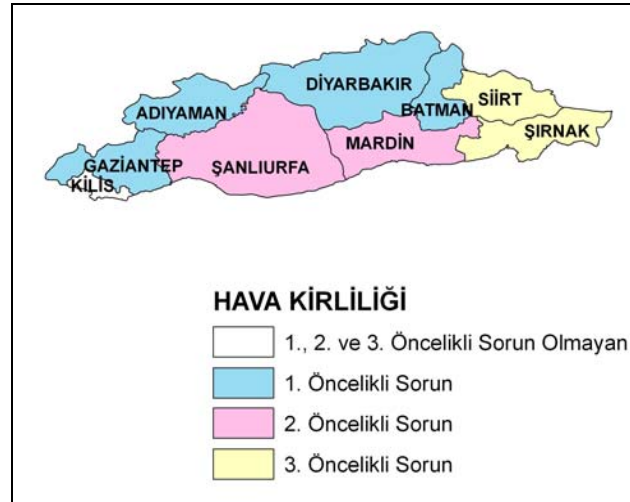 DİYARBAKIR
SİİRT
BATMAN
ADIYAMAN
ŞIRNAK
MARDİN
GAZİANTEP
ŞANLIURFA
KİLİS
HAVA KİRLİLİĞİ
1., 2. ve 3. Öncelikli Sorun Olmayan
1. Öncelikli Sorun
2. Öncelikli Sorun
3. Öncelikli Sorun